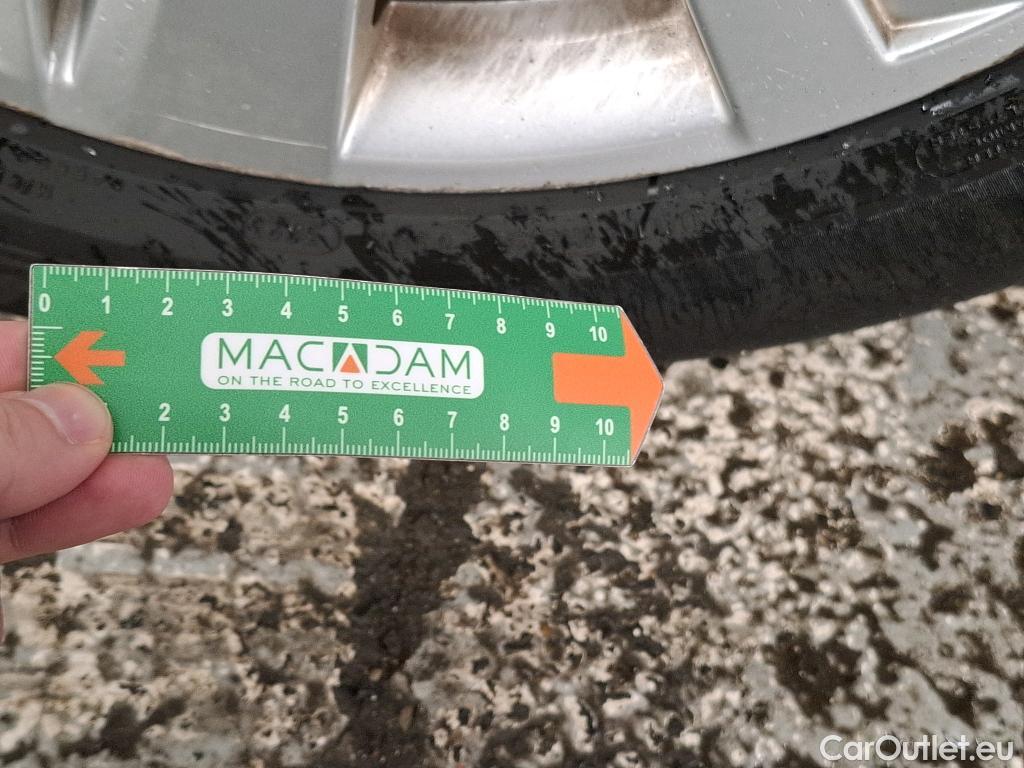 0 1 2 3 4 5 6 7 8 9 10
MACADAM
ON THE ROAD TO EXCELLENCE
2 3 4 5 6 7 8 9 10
CarOutlet.eu